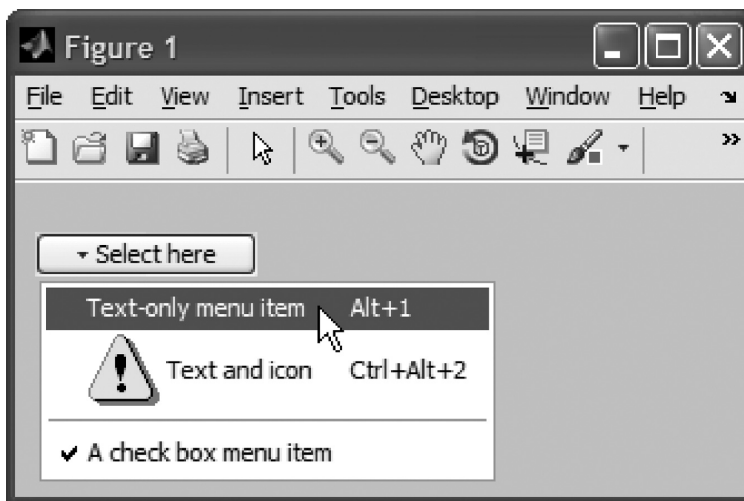 Figure 1
File Edit View Insert Tools Desktop Window Help
Select here
Text-only menu item Alt+1
Text and icon Ctrl+Alt+2
A check box menu item